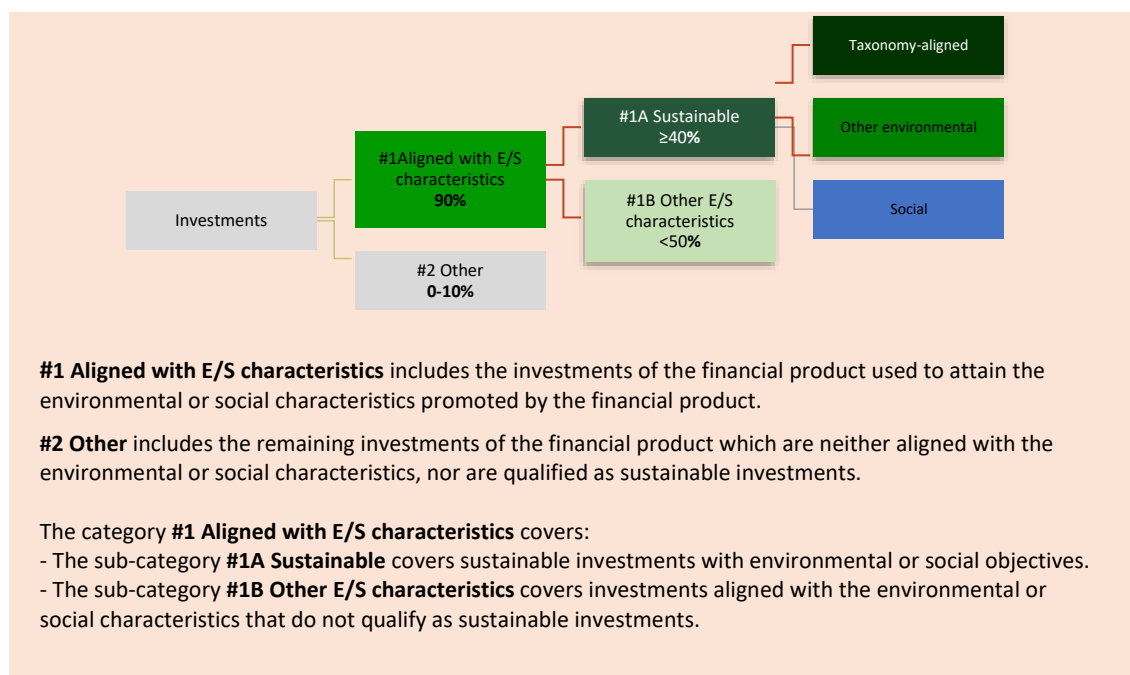 Taxonomy-aligned
#1A Sustainable
≥40%
Other environmental
#1Aligned with E/S
characteristics
90%
#1B Other E/S
characteristics
<50%
Social
Investments
#2 Other
0-10%
#1 Aligned with E/S characteristics includes the investments of the financial product used to attain the
environmental or social characteristics promoted by the financial product.
#2 Other includes the remaining investments of the financial product which are neither aligned with the
environmental or social characteristics, nor are qualified as sustainable investments.
The category #1 Aligned with E/S characteristics covers:
- The sub-category #1A Sustainable covers sustainable investments with environmental or social objectives.
- The sub-category #1B Other E/S characteristics covers investments aligned with the environmental or
social characteristics that do not qualify as sustainable investments.